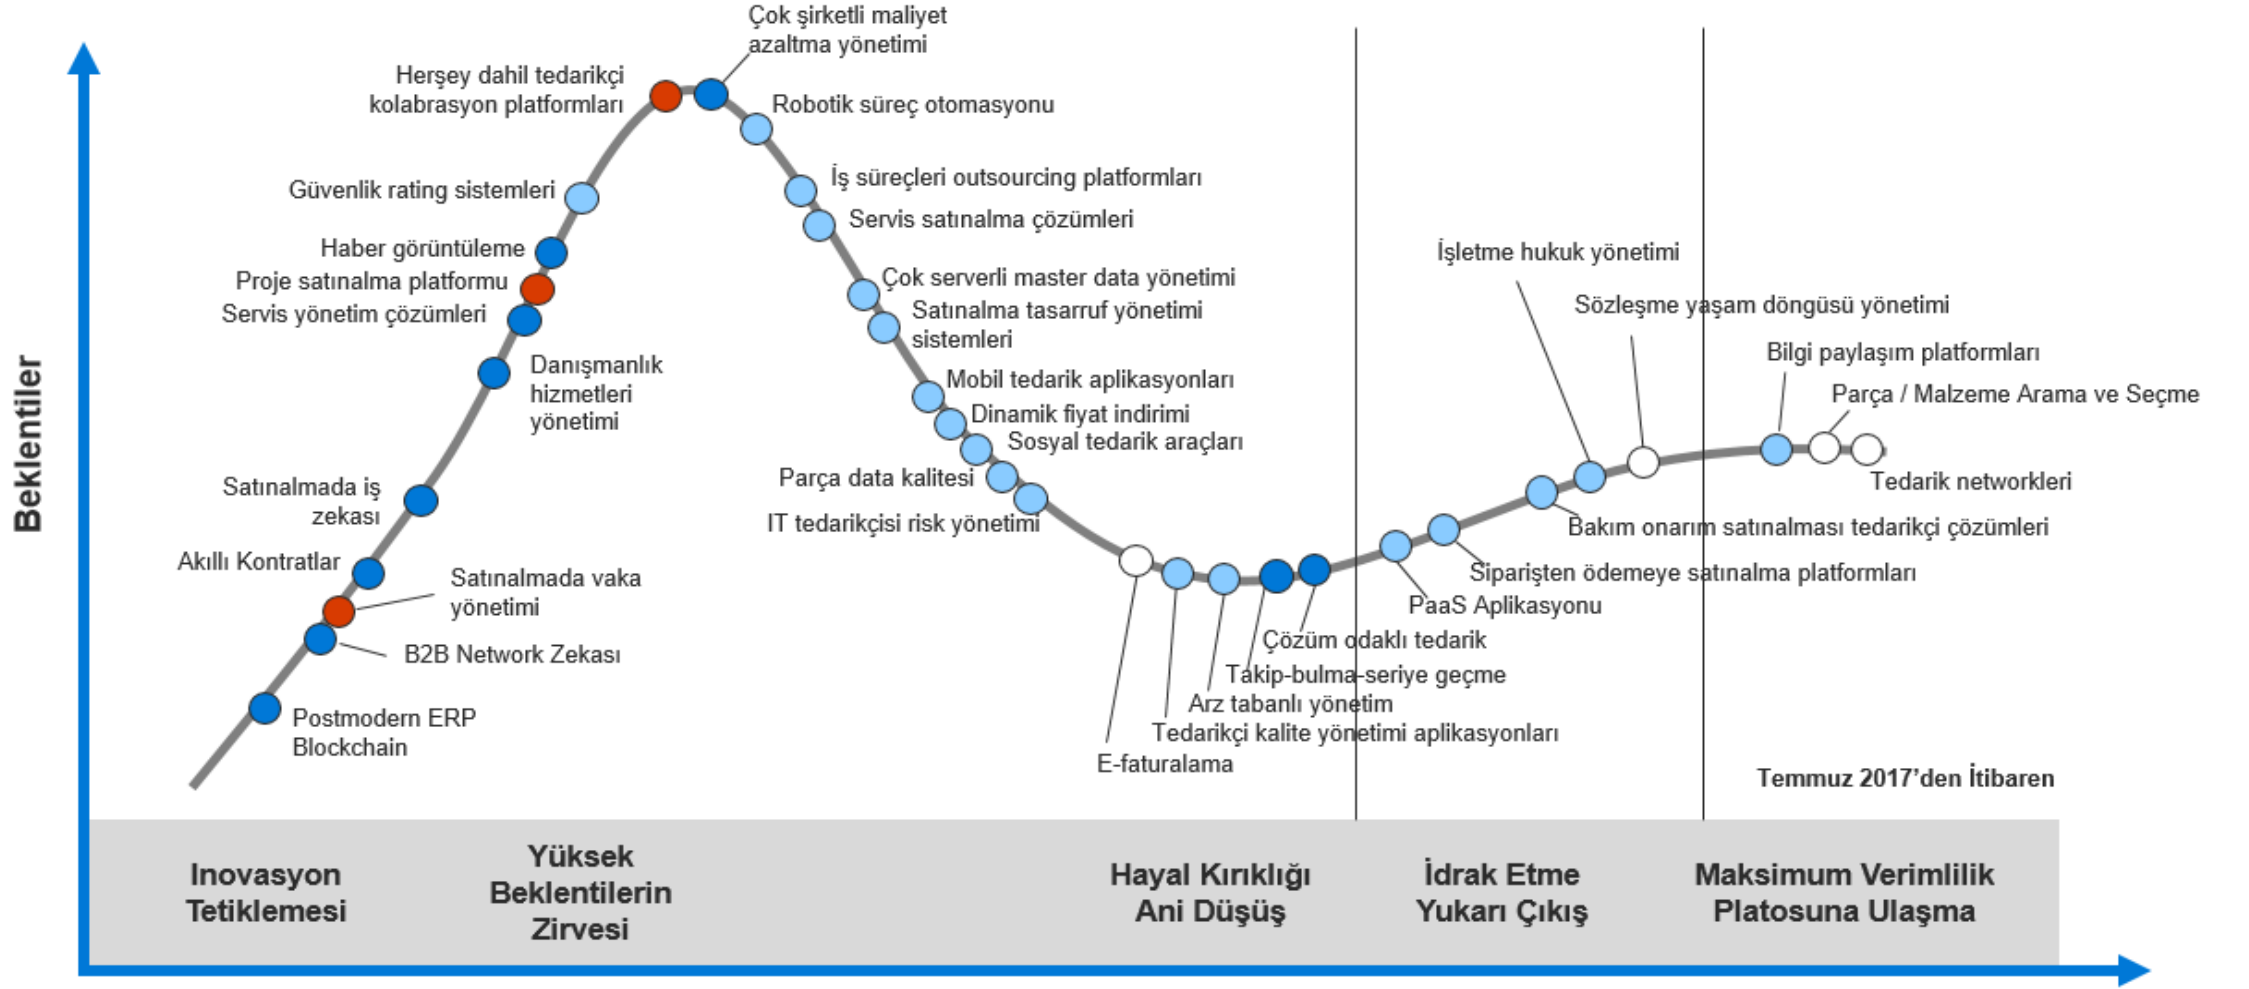 Çok şirketli maliyet
azaltma yönetimi
Herşey dahil tedarikçi
kolabrasyon platformları
Robotik süreç otomasyonu
Güvenlik rating sistemleri
İş süreçleri outsourcing platformları
Servis satınalma çözümleri
Haber görüntüleme
Proje satınalma platformu
Servis yönetim çözümleri
Çok serverli master data yönetimi
Satınalma tasarruf yönetimi
sistemleri
İşletme hukuk yönetimi
Sözleşme yaşam döngüsü yönetimi
Bilgi paylaşım platformları
Parça / Malzeme Arama ve Seçme
Danışmanlık
hizmetleri
yönetimi
Mobil tedarik aplikasyonları
Dinamik fiyat indirimi
Sosyal tedarik araçları
Parça data kalitesi
IT tedarikçisi risk yönetimi
Tedarik networkleri
Bakım onarım satınalması tedarikçi çözümleri
Siparişten ödemeye satınalma platformları
PaaS Aplikasyonu
Satınalmada iş
zekası
Akıllı Kontratlar
Satınalmada vaka
yönetimi
B2B Network Zekası
Çözüm odaklı tedarik
Takip-bulma-seriye geçme
Arz tabanlı yönetim
Tedarikçi kalite yönetimi aplikasyonları
E-faturalama
Postmodern ERP
Blockchain
Temmuz 2017’den İtibaren
Beklentiler
Inovasyon
Tetiklemesi
Yüksek
Beklentilerin
Zirvesi
Hayal Kırıklığı
Ani Düşüş
İdrak Etme
Yukarı Çıkış
Maksimum Verimlilik
Platosuna Ulaşma